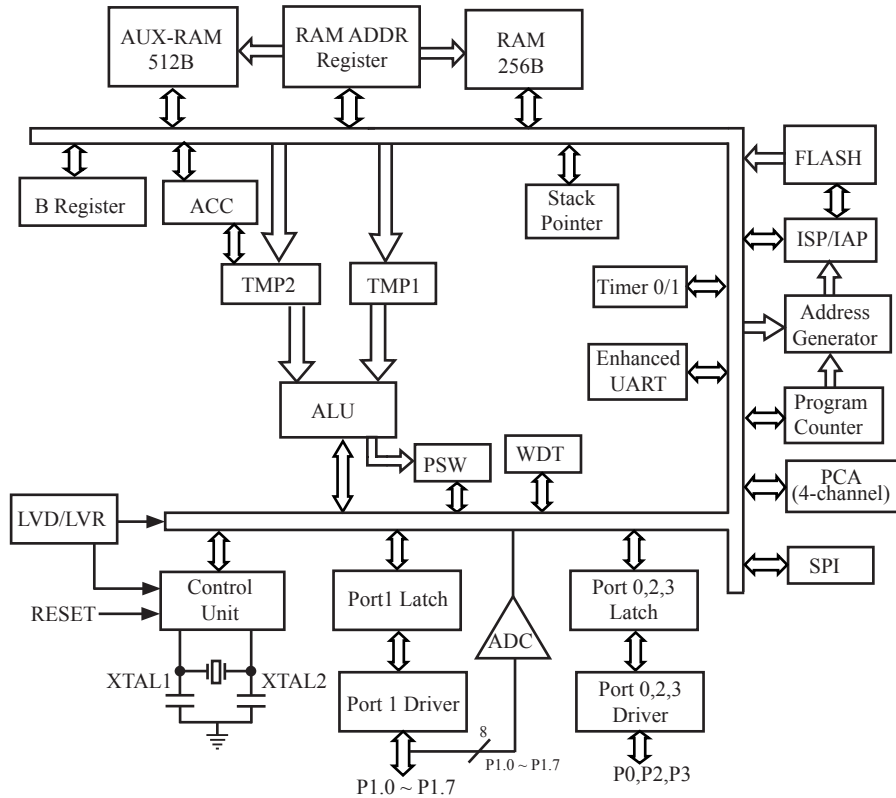 AUX-RAM
512B
RAM ADDR
Register
RAM
256B
FLASH
B Register
ACC
Stack
Pointer
ISP/IAP
TMP2
TMP1
Timer 0/1
Address
Generator
Enhanced
UART
ALU
Program
Counter
PSW
WDT
PCA
(4-channel)
LVD/LVR
SPI
Control
Unit
Port1 Latch
Port 0,2,3
Latch
RESET
ADC
XTAL1
XTAL2
Port 1 Driver
Port 0,2,3
Driver
8
P1.0 ~ P1.7
P1.0 ~ P1.7
P0,P2,P3